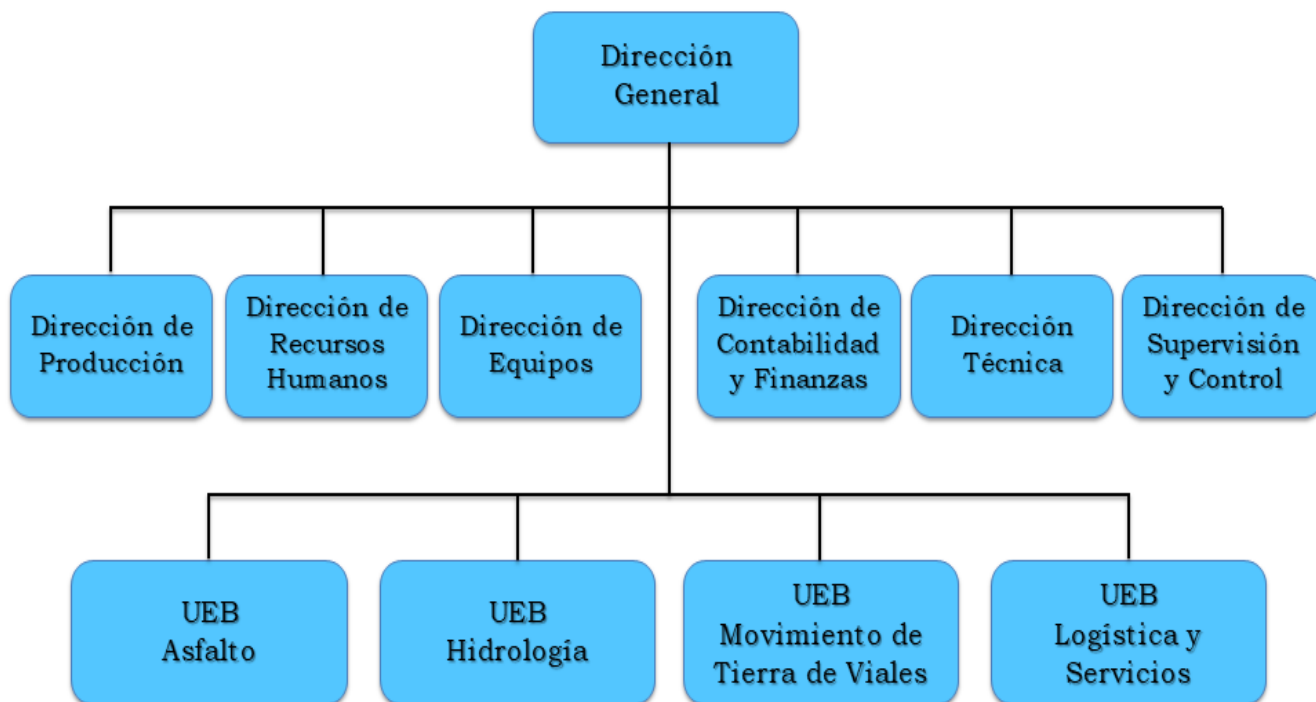 Dirección
General
Dirección de
Producción
Dirección de
Recursos
Humanos
Dirección de
Equipos
Dirección de
Contabilidad
y Finanzas
Dirección
Técnica
Dirección de
Supervisión
y Control
UEB
Asfalto
UEB
Hidrología
UEB
Movimiento de
Tierra de Viales
UEB
Logística y
Servicios